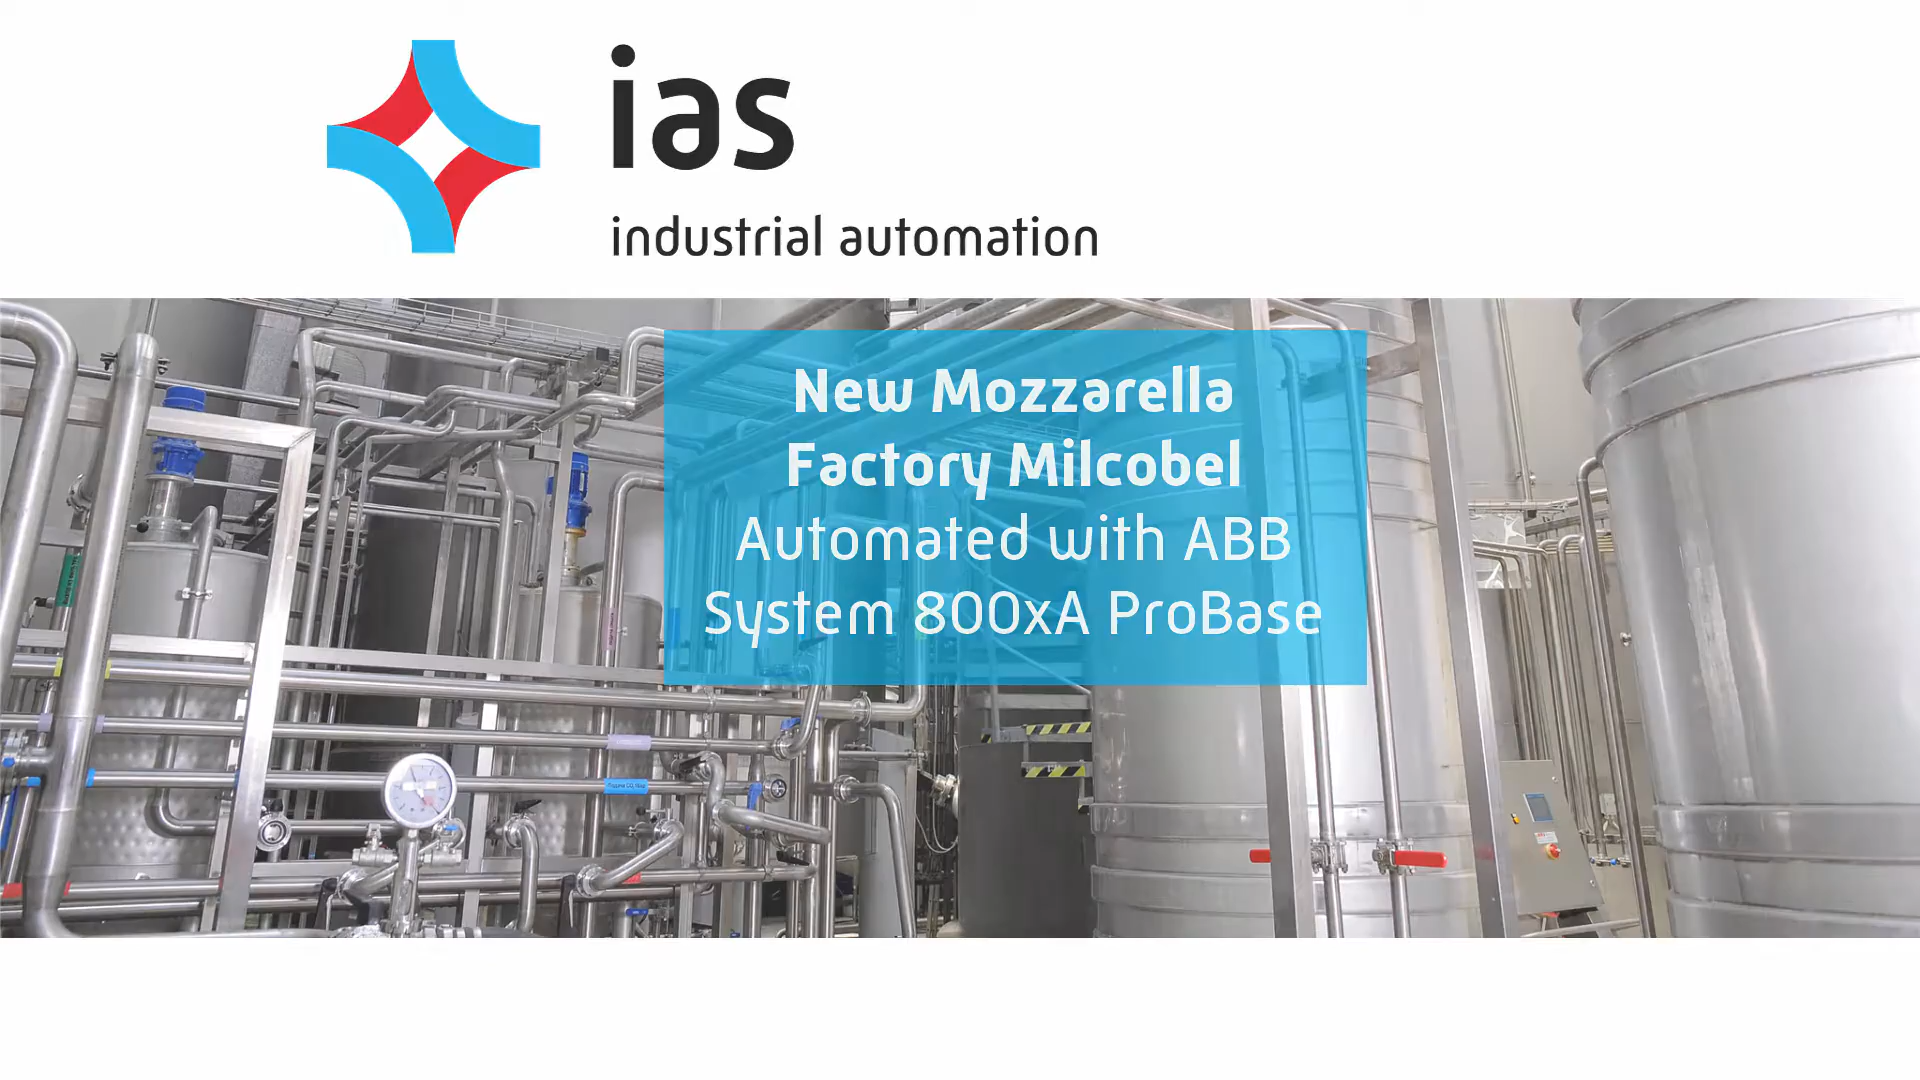 ias
industrial automation
New Mozzarella
Factory Milcobel
Automated with ABB
System 800xA ProBase